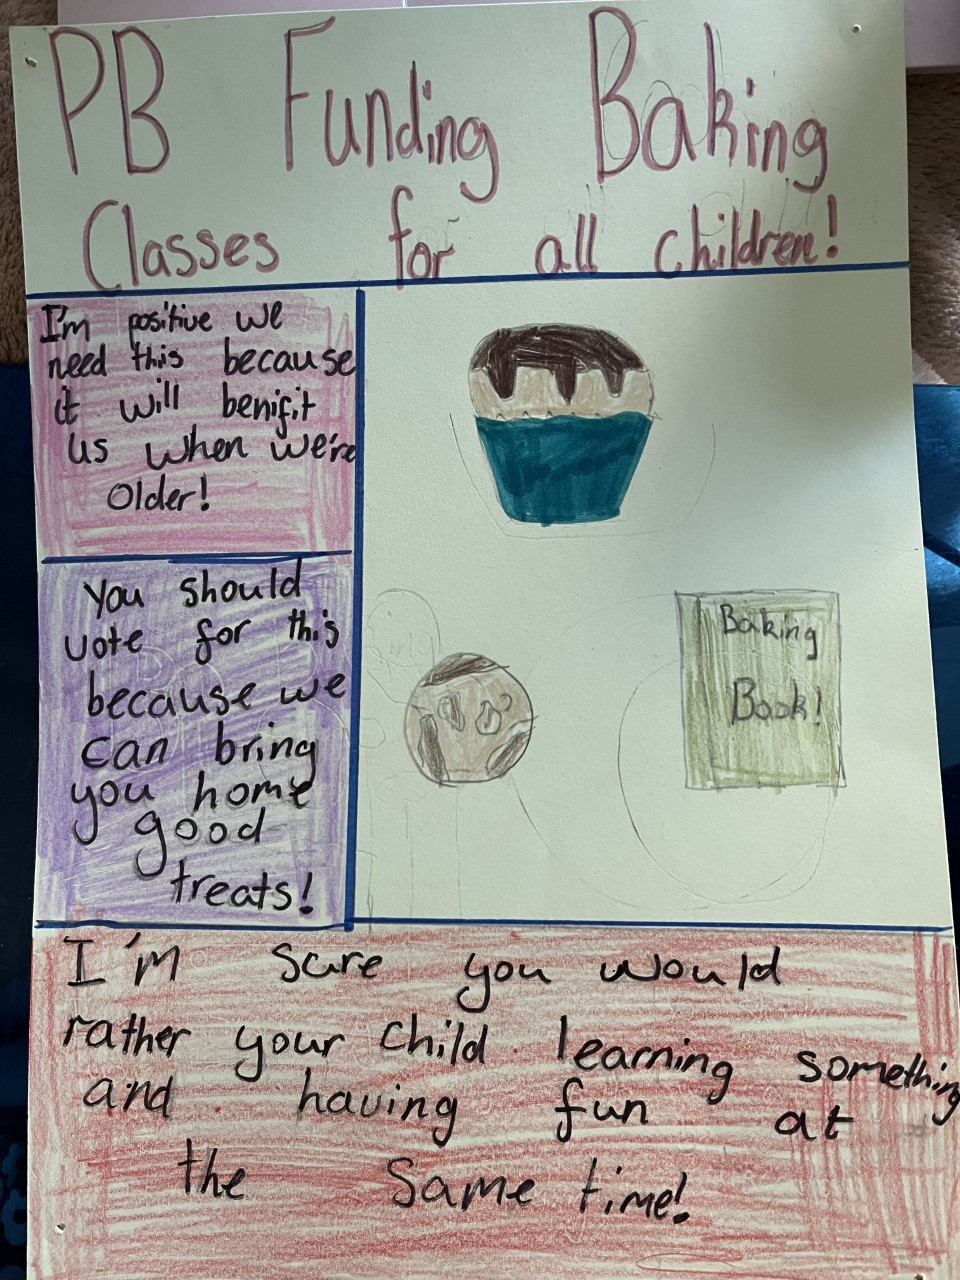 PB Funding Baking
Classes for all children!
I'm positive we
need this because
it will benifit
us when we're
Older!
You should
vote for this
because we
can bring
you home
good
treats!
Baking
Book!
I'm sure you would
rather your child learning something
and having fun at
the same time!